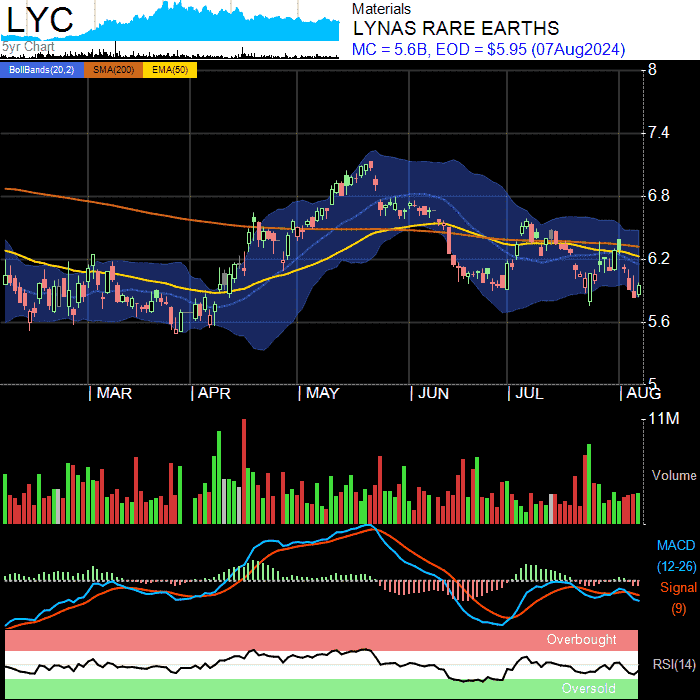 LYC
5yr Chart
Materials
LYNAS RARE EARTHS
MC = 5.6B, EOD = $5.95 (07Aug2024)
BollBands(20,2) SMA(200) EMA(50)
8
7.4
6.8
6.2
5.6
5
MAR APR MAY JUN JUL AUG
11M
Volume
MACD
(12-26)
Signal
(9)
Overbought
RSI(14)
Oversold